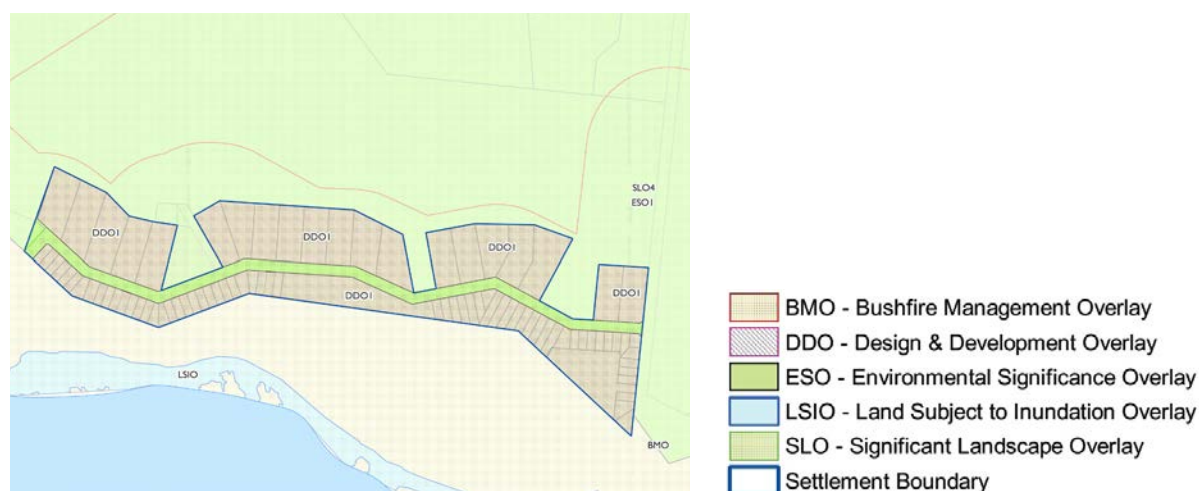 SLO4
ESO1
DDO1
DDO1
DDO1
DDO1
DDO1
LSIO
BMO
BMO - Bushfire Management Overlay
DDO - Design & Development Overlay
ESO - Environmental Significance Overlay
LSIO - Land Subject to Inundation Overlay
SLO - Significant Landscape Overlay
Settlement Boundary